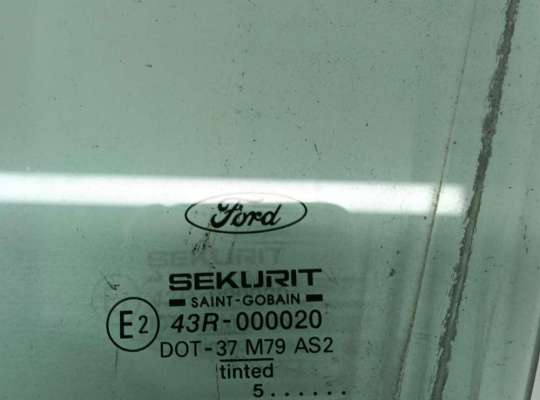 Ford
SEKURIT
SAINT-GOBAIN
E2 43R-000020
DOT-37 M79 AS2
tinted
5......